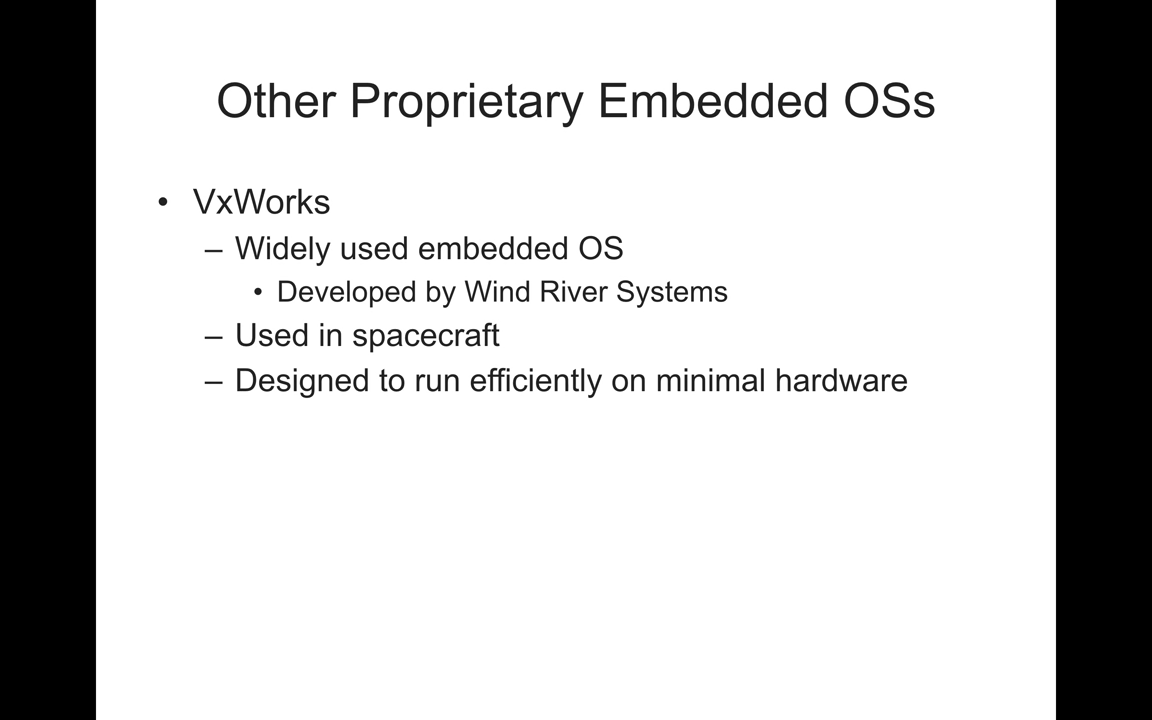 Other Proprietary Embedded OSs
• VxWorks
– Widely used embedded OS
• Developed by Wind River Systems
– Used in spacecraft
– Designed to run efficiently on minimal hardware